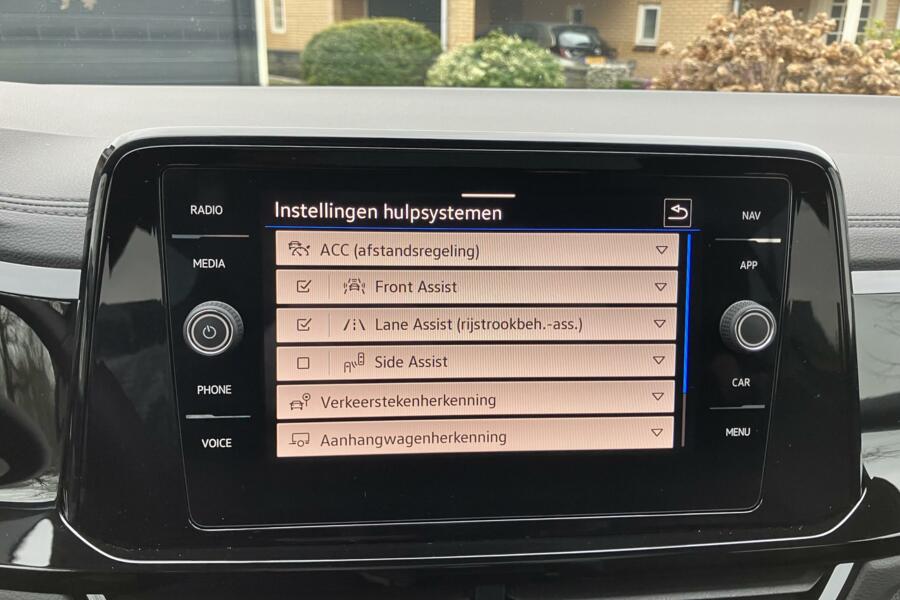 RADIO
MEDIA
PHONE
VOICE
Instellingen hulpsystemen
ACC (afstandsregeling)
Front Assist
Lane Assist (rijstrookbeh.-ass.)
Side Assist
Verkeerstekenherkenning
Aanhangwagenherkenning
NAV
APP
CAR
MENU